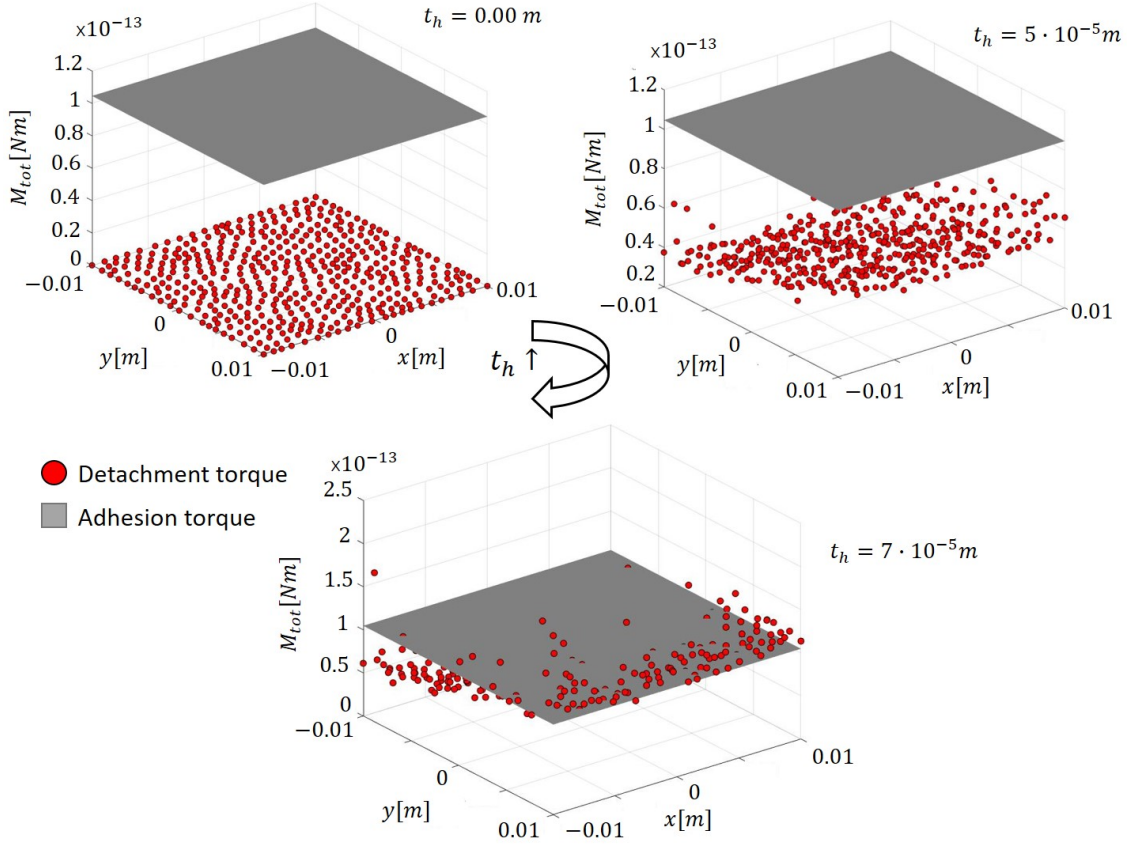 t_h = 0.00 m
×10⁻¹³
1.2
1
0.8
0.6
0.4
0.2
0
M_tot[Nm]
−0.01
0
0.01
y[m]
−0.01
0
0.01
x[m]
t_h = 5 · 10⁻⁵m
×10⁻¹³
1.2
1
0.8
0.6
0.4
0.2
M_tot[Nm]
−0.01
0
0.01
y[m]
−0.01
0
0.01
x[m]
t_h ↑
Detachment torque
Adhesion torque
×10⁻¹³
2.5
2
1.5
1
0.5
0
M_tot[Nm]
t_h = 7 · 10⁻⁵m
−0.01
0
0.01
y[m]
−0.01
0
0.01
x[m]